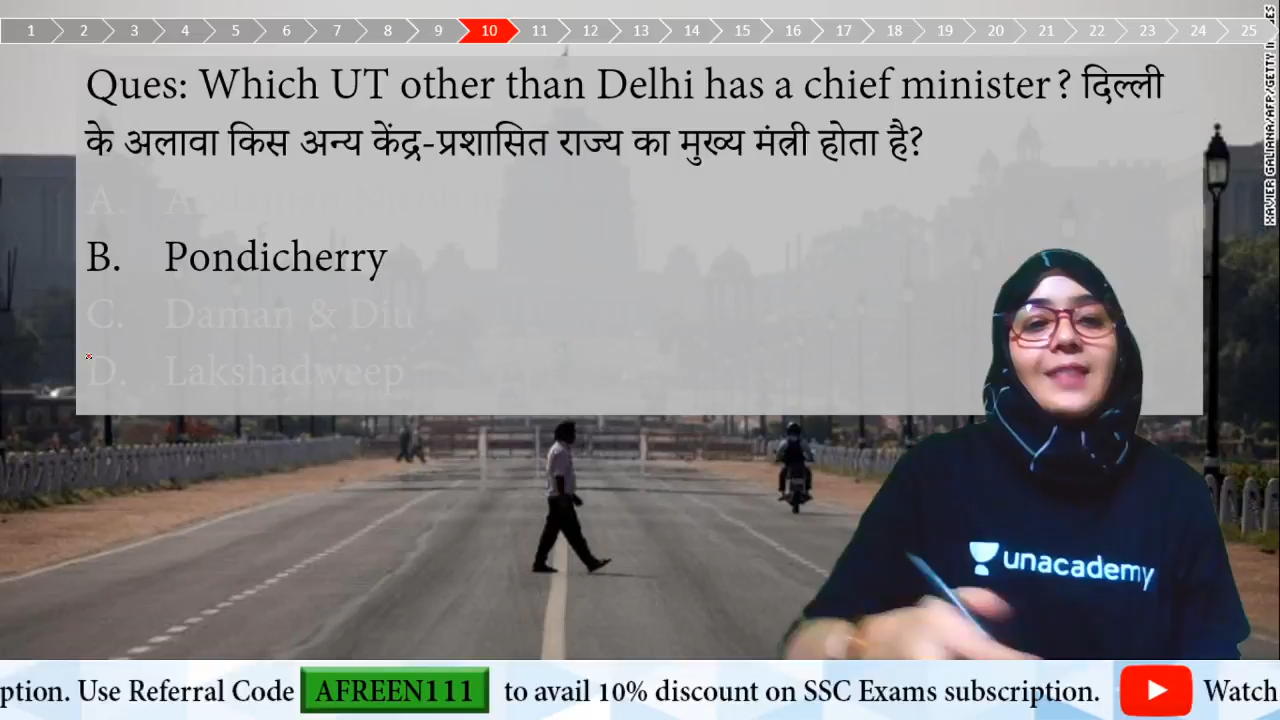 1 2 3 4 5 6 7 8 9 10 11 12 13 14 15 16 17 18 19 20 21 22 23 24 25
Ques: Which UT other than Delhi has a chief minister? दिल्ली
के अलावा किस अन्य केंद्र-प्रशासित राज्य का मुख्य मंत्री होता है?
A.
B. Pondicherry
C. Daman & Diu
D. Lakshadweep
XAVIER GALIANA/AFP/GETTY
unacademy
ption. Use Referral Code AFREEN111 to avail 10% discount on SSC Exams subscription. Watch